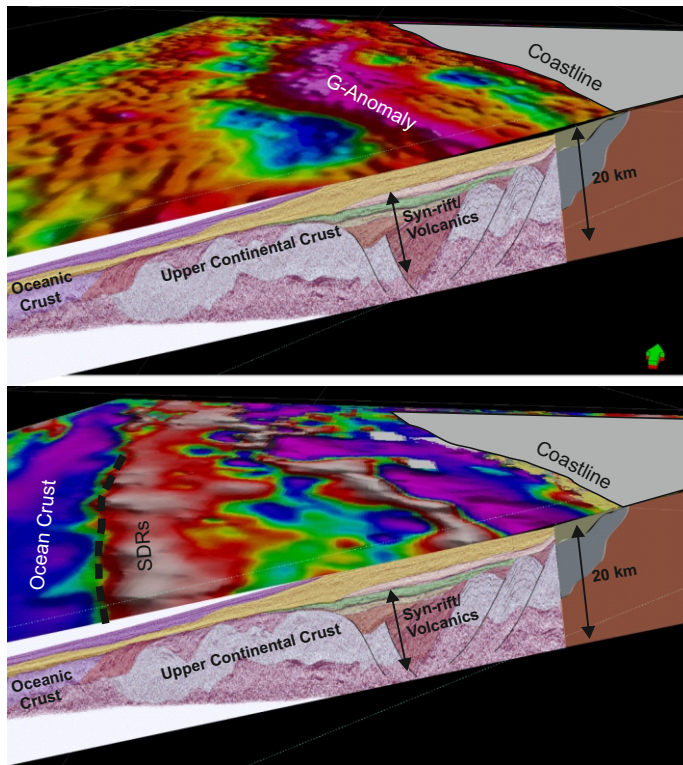 Coastline
G-Anomaly
20 km
Syn-rift/
Volcanics
Upper Continental Crust
Oceanic
Crust
Coastline
Ocean Crust
SDRs
20 km
Syn-rift/
Volcanics
Upper Continental Crust
Oceanic
Crust